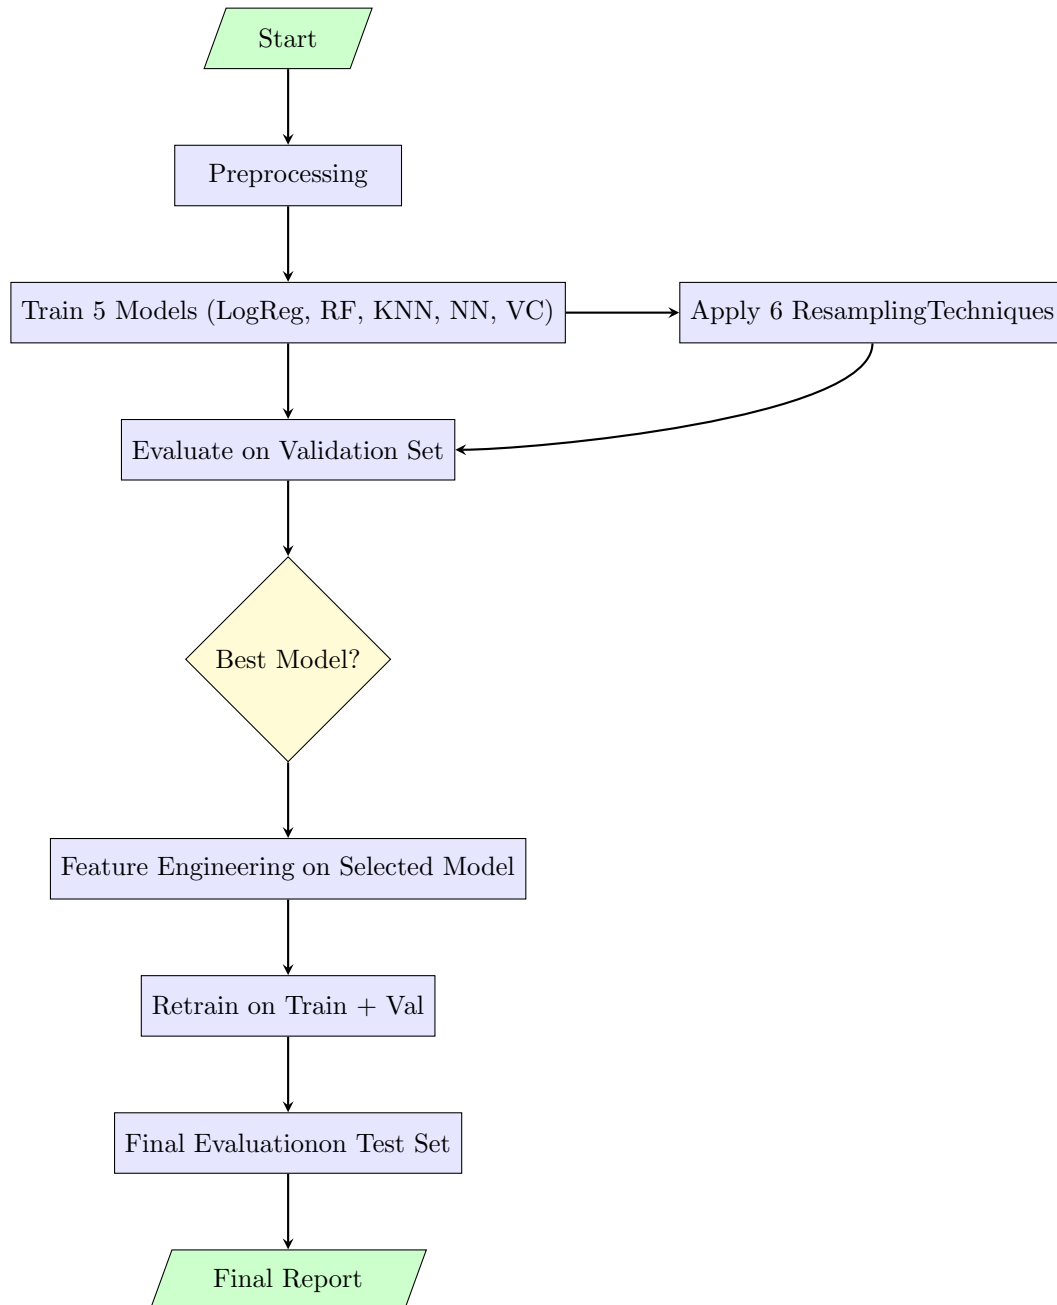 Start
Preprocessing
Train 5 Models (LogReg, RF, KNN, NN, VC)
Apply 6 ResamplingTechniques
Evaluate on Validation Set
Best Model?
Feature Engineering on Selected Model
Retrain on Train + Val
Final Evaluationon Test Set
Final Report